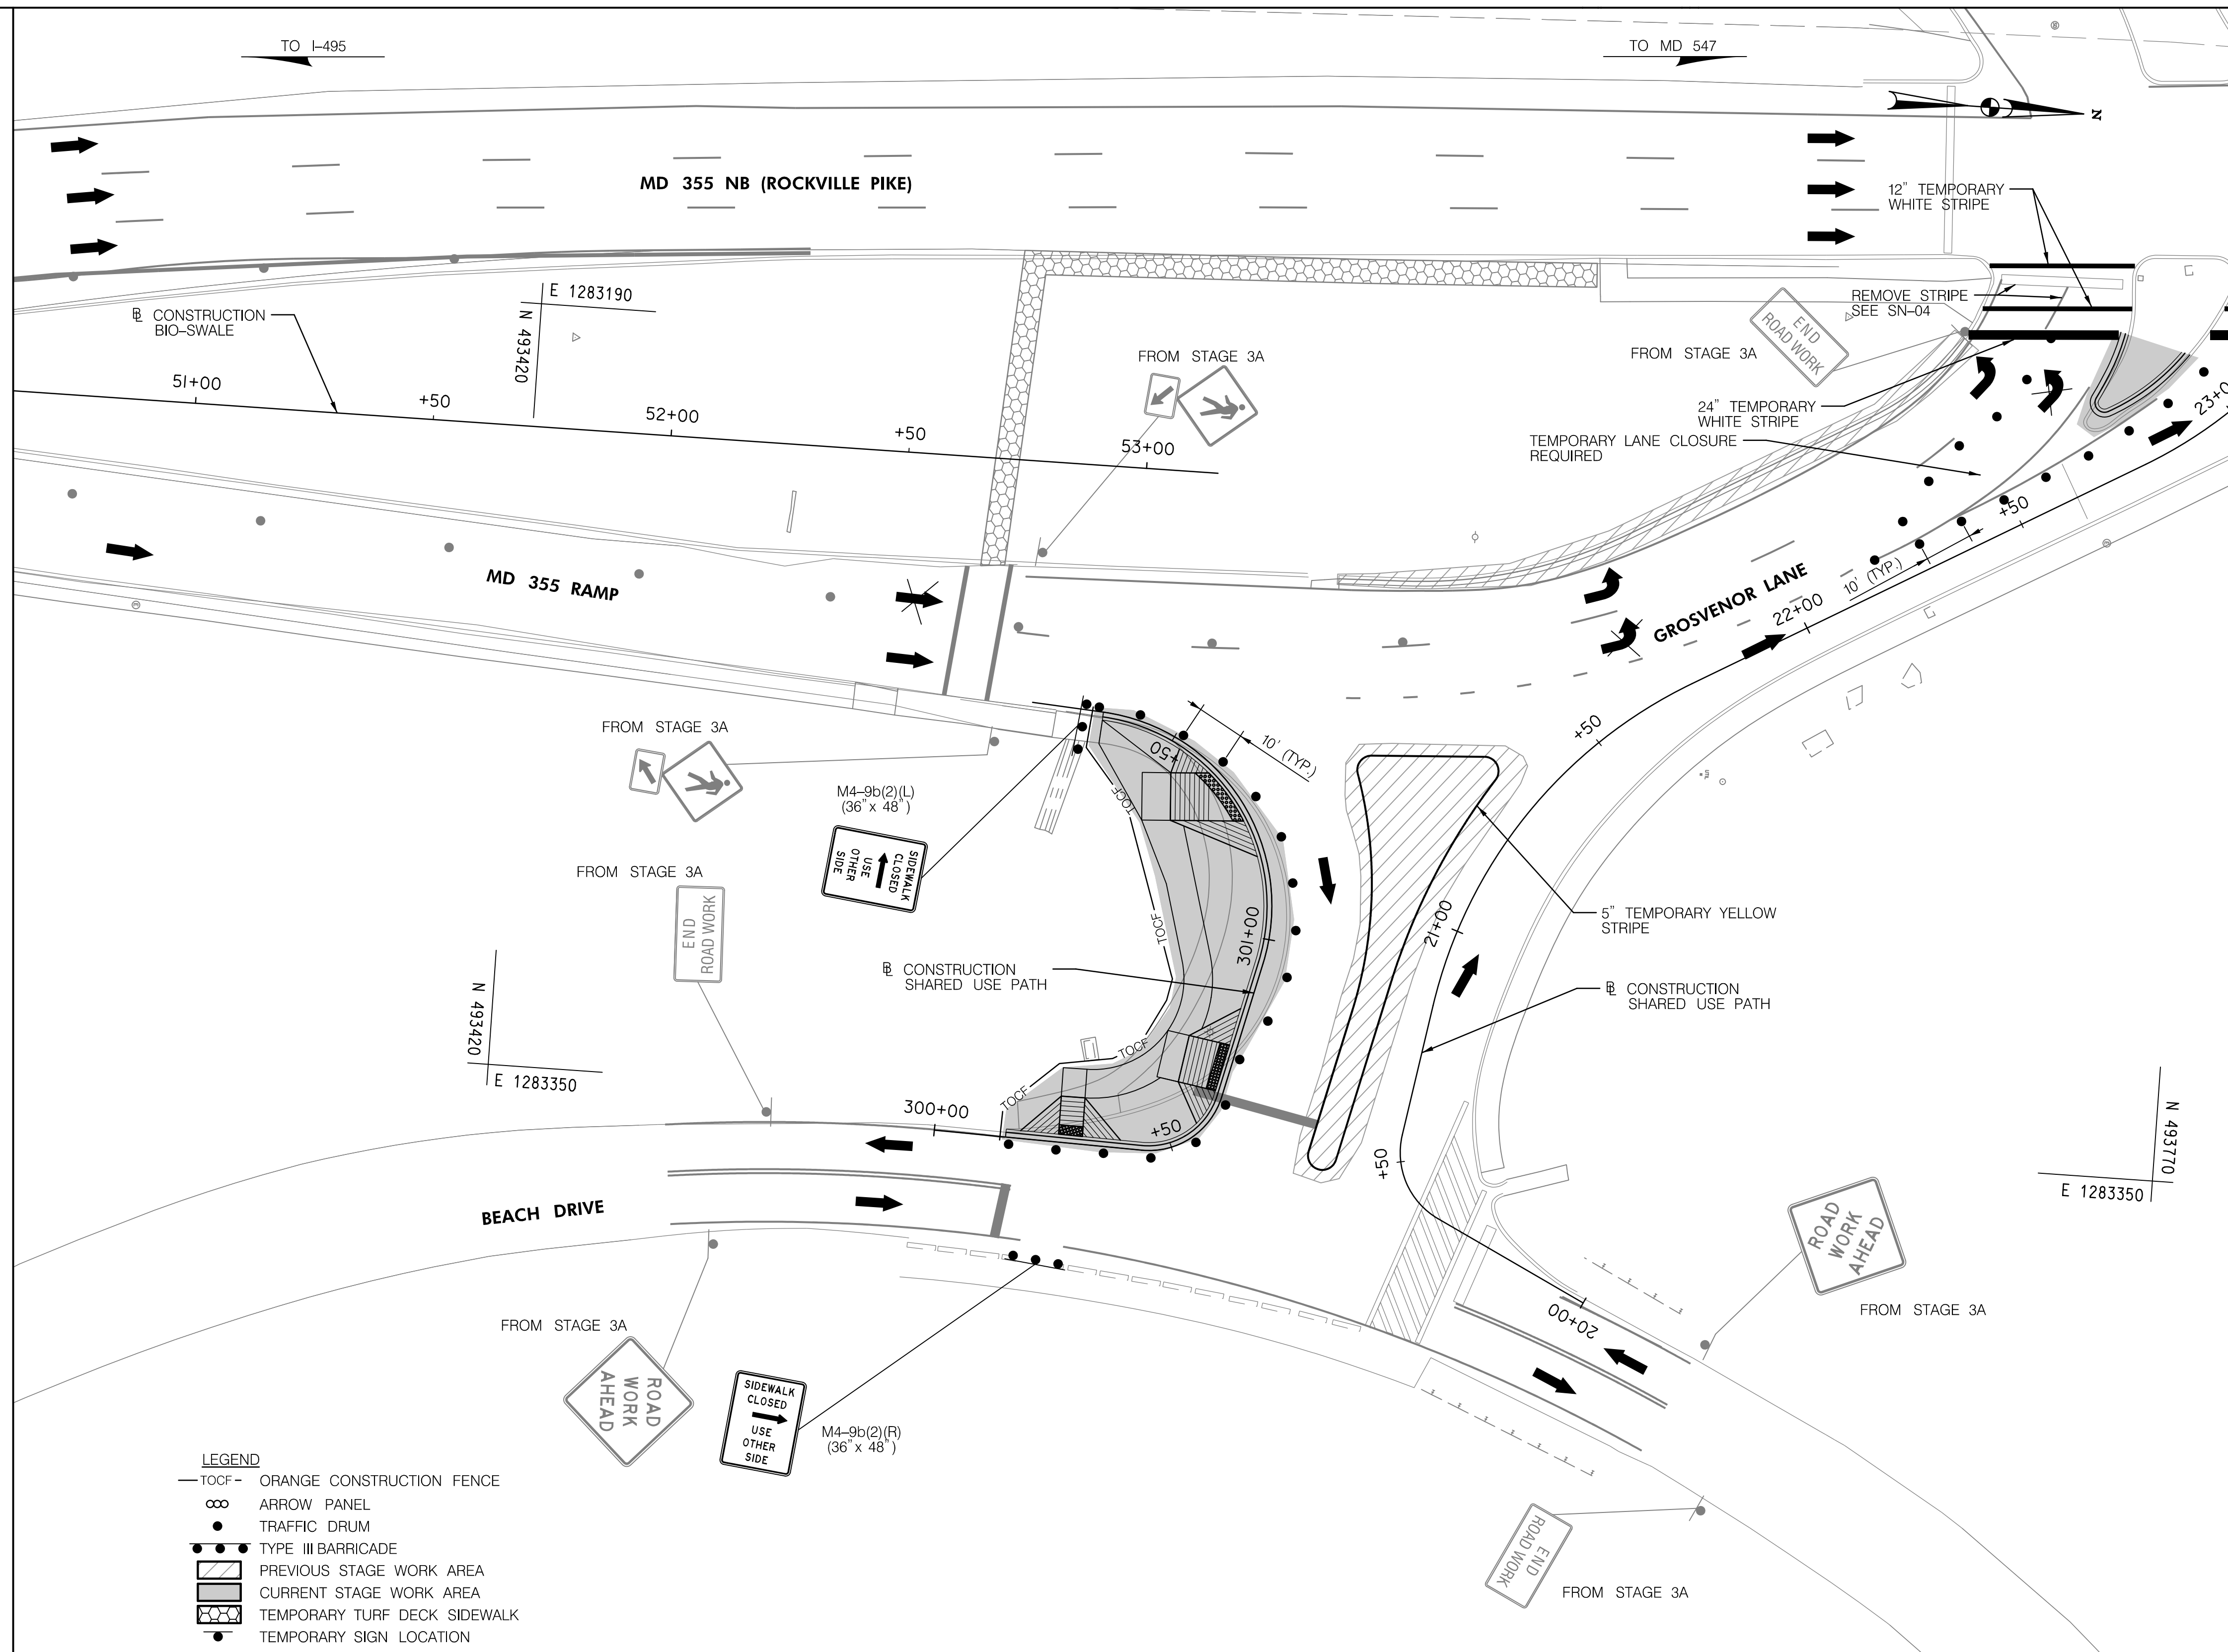 TO I-495
TO MD 547
N
MD 355 NB (ROCKVILLE PIKE)
12" TEMPORARY
WHITE STRIPE
REMOVE STRIPE
SEE SN-04
E 1283190
N 493420
℄ CONSTRUCTION
BIO-SWALE
51+00
+50
52+00
+50
53+00
FROM STAGE 3A
FROM STAGE 3A
END
ROAD WORK
24" TEMPORARY
WHITE STRIPE
TEMPORARY LANE CLOSURE
REQUIRED
23+0
+50
10' (TYP.)
22+00
GROSVENOR LANE
MD 355 RAMP
FROM STAGE 3A
+50
10' (TYP.)
+50
M4-9b(2)(L)
(36" x 48")
SIDEWALK
CLOSED
USE
OTHER
SIDE
TOCF
TOCF
TOCF
TOCF
FROM STAGE 3A
END
ROAD WORK
301+00
21+00
5" TEMPORARY YELLOW
STRIPE
℄ CONSTRUCTION
SHARED USE PATH
℄ CONSTRUCTION
SHARED USE PATH
N 493420
E 1283350
300+00
+50
+50
N 493770
E 1283350
BEACH DRIVE
20+00
ROAD
WORK
AHEAD
FROM STAGE 3A
FROM STAGE 3A
ROAD
WORK
AHEAD
SIDEWALK
CLOSED
USE
OTHER
SIDE
M4-9b(2)(R)
(36" x 48")
END
ROAD WORK
FROM STAGE 3A
LEGEND
TOCF ORANGE CONSTRUCTION FENCE
ARROW PANEL
TRAFFIC DRUM
TYPE III BARRICADE
PREVIOUS STAGE WORK AREA
CURRENT STAGE WORK AREA
TEMPORARY TURF DECK SIDEWALK
TEMPORARY SIGN LOCATION